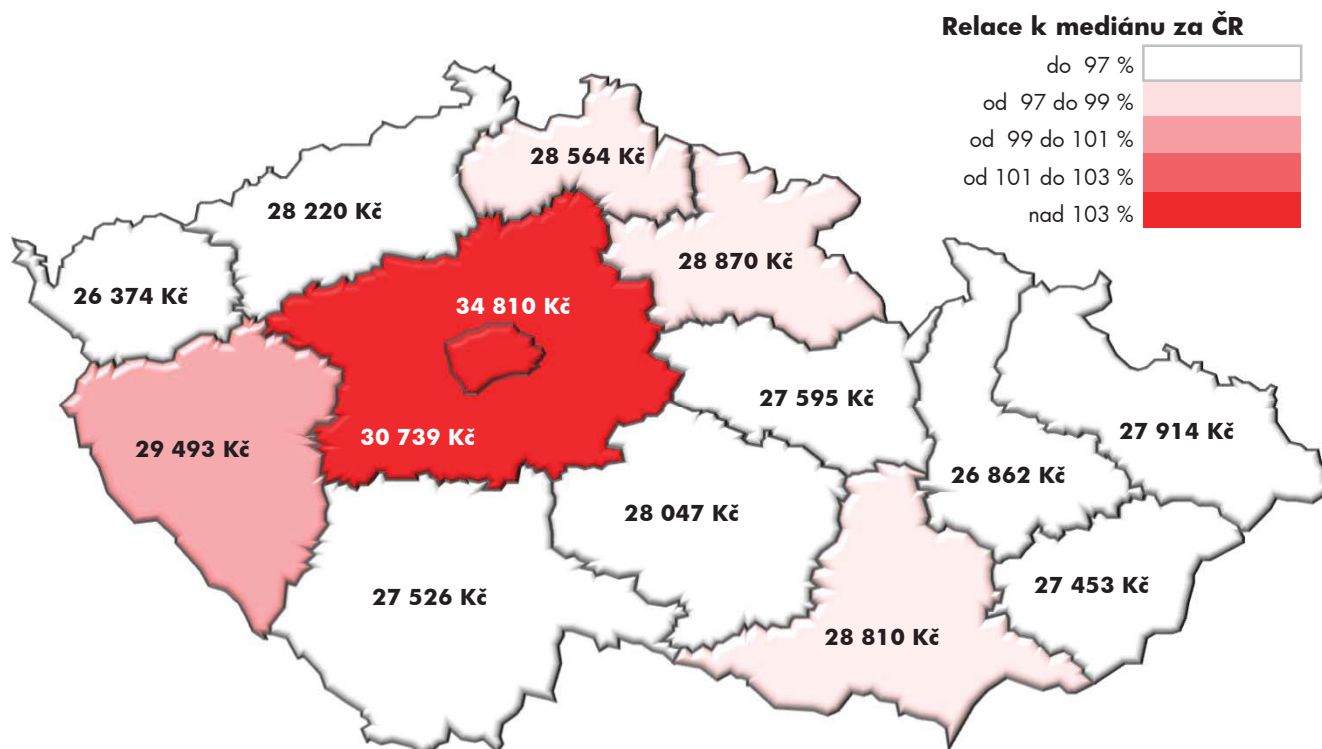 Relace k mediánu za ČR
do 97 %
od 97 do 99 %
od 99 do 101 %
od 101 do 103 %
nad 103 %
28 564 Kč
28 220 Kč
28 870 Kč
26 374 Kč
34 810 Kč
27 595 Kč
30 739 Kč
29 493 Kč
27 914 Kč
26 862 Kč
28 047 Kč
27 526 Kč
27 453 Kč
28 810 Kč